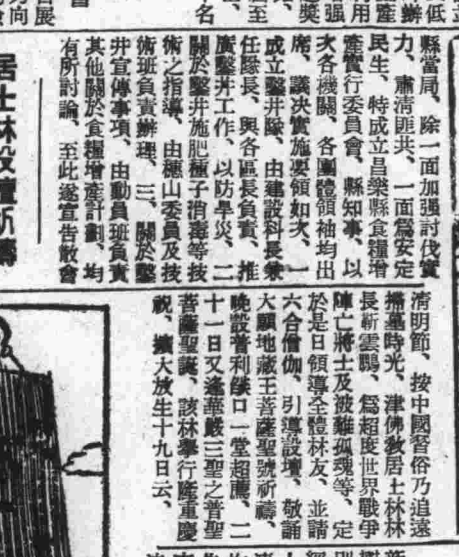 縣當局、除一面加强討伐實
力、肅清匪共、一面爲安定
民生、特成立昌樂縣食糧增
產實行委員會、縣知事、以
次各機關、各團體領袖均出
席、議決實施要領如次、一
成立鑿井隊、由建設科長兼
任隊長、與各區長負責、推
廣鑿井工作、以防旱災、二
關於鑿井施肥種子消毒等技
術之指導、由穗山委員及技
術班負責辦理、三、關於鑿
井宣傳事項、由動員班負責
其他關於食糧增產計劃、均
有所討論、至此遂宣告散會
居士林設壇祈禱
清明節、按中國習俗乃追遠
掃墓時光、津佛敎居士林林
長靳雲鵬、爲超度世界戰爭
陣亡將士及被難孤魂等、定
於是日領導全體林友、並請
六合僧伽、引導設壇、敬誦
大願地藏王菩薩聖號祈禱、
晚設普利燄口一堂超薦、二
十一日又逢華嚴三聖之普聖
菩薩聖誕、該林舉行隆重慶
祝、擴大放生十九日云、